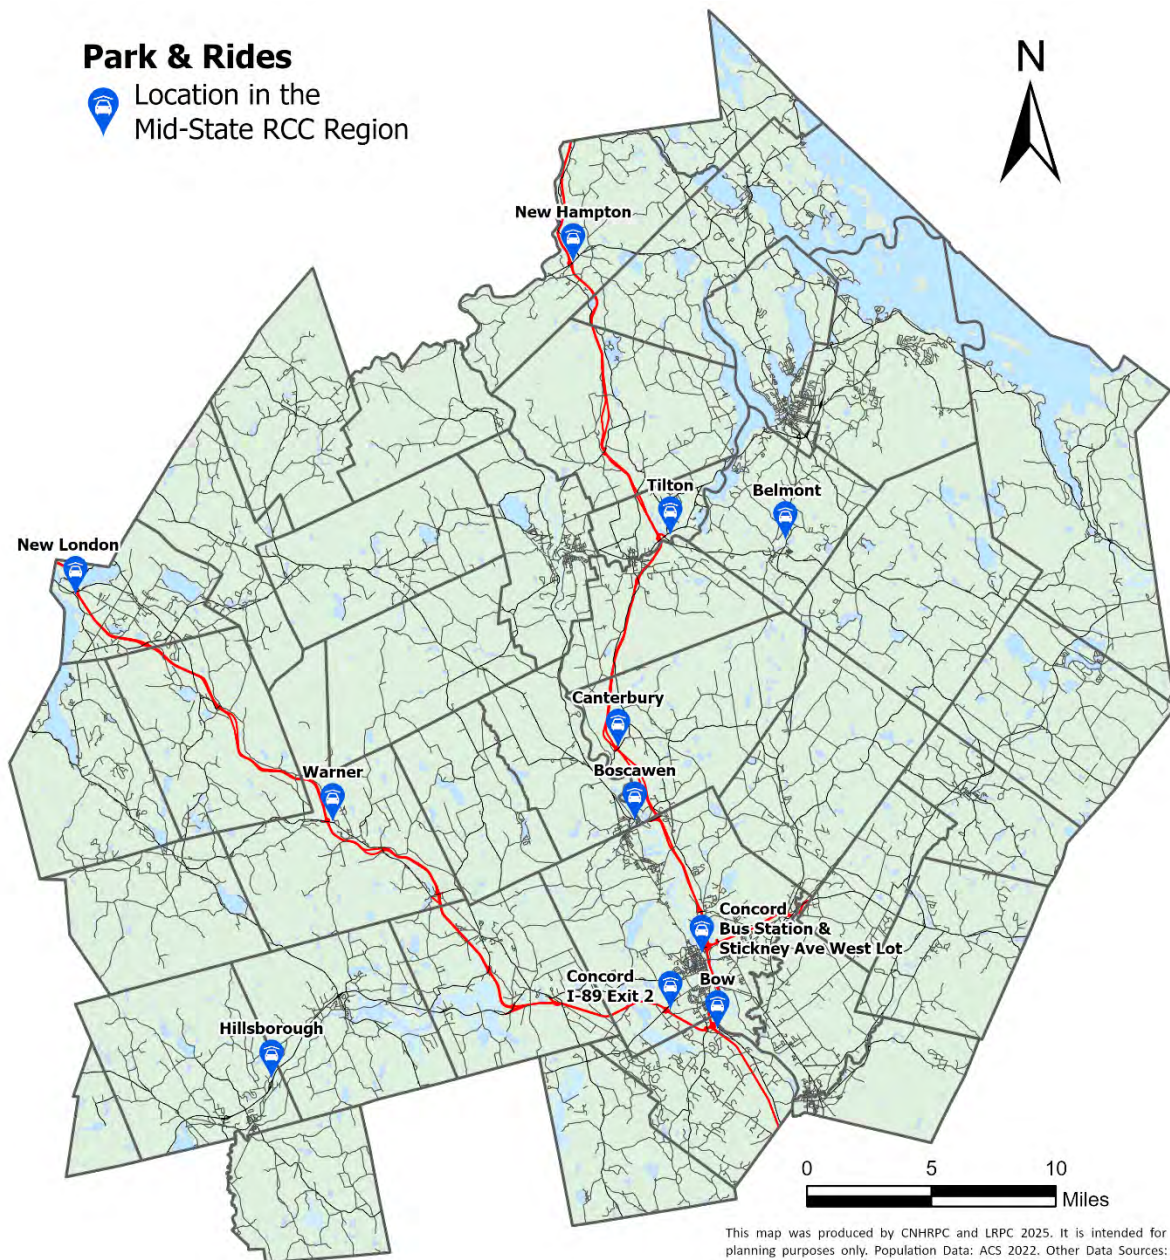 Park & Rides
Location in the
Mid-State RCC Region
N
New Hampton
Tilton
Belmont
New London
Canterbury
Warner
Boscawen
Concord
Bus Station &
Stickney Ave West Lot
Concord
I-89 Exit 2
Bow
Hillsborough
0 5 10
Miles
This map was produced by CNHRPC and LRPC 2025. It is intended for
planning purposes only. Population Data: ACS 2022. Other Data Sources: